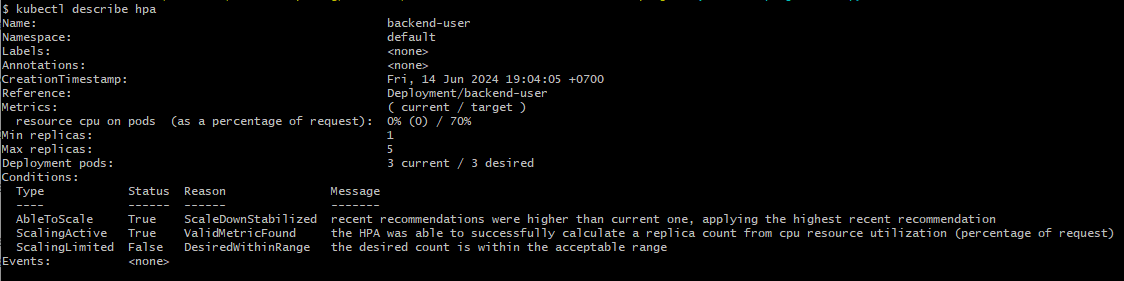 $ kubectl describe hpa
Name: backend-user
Namespace: default
Labels: <none>
Annotations: <none>
CreationTimestamp: Fri, 14 Jun 2024 19:04:05 +0700
Reference: Deployment/backend-user
Metrics: ( current / target )
  resource cpu on pods  (as a percentage of request): 0% (0) / 70%
Min replicas: 1
Max replicas: 5
Deployment pods: 3 current / 3 desired
Conditions:
  Type            Status  Reason              Message
  ----            ------  ------              -------
  AbleToScale     True    ScaleDownStabilized  recent recommendations were higher than current one, applying the highest recent recommendation
  ScalingActive   True    ValidMetricFound    the HPA was able to successfully calculate a replica count from cpu resource utilization (percentage of request)
  ScalingLimited  False   DesiredWithinRange  the desired count is within the acceptable range
Events: <none>